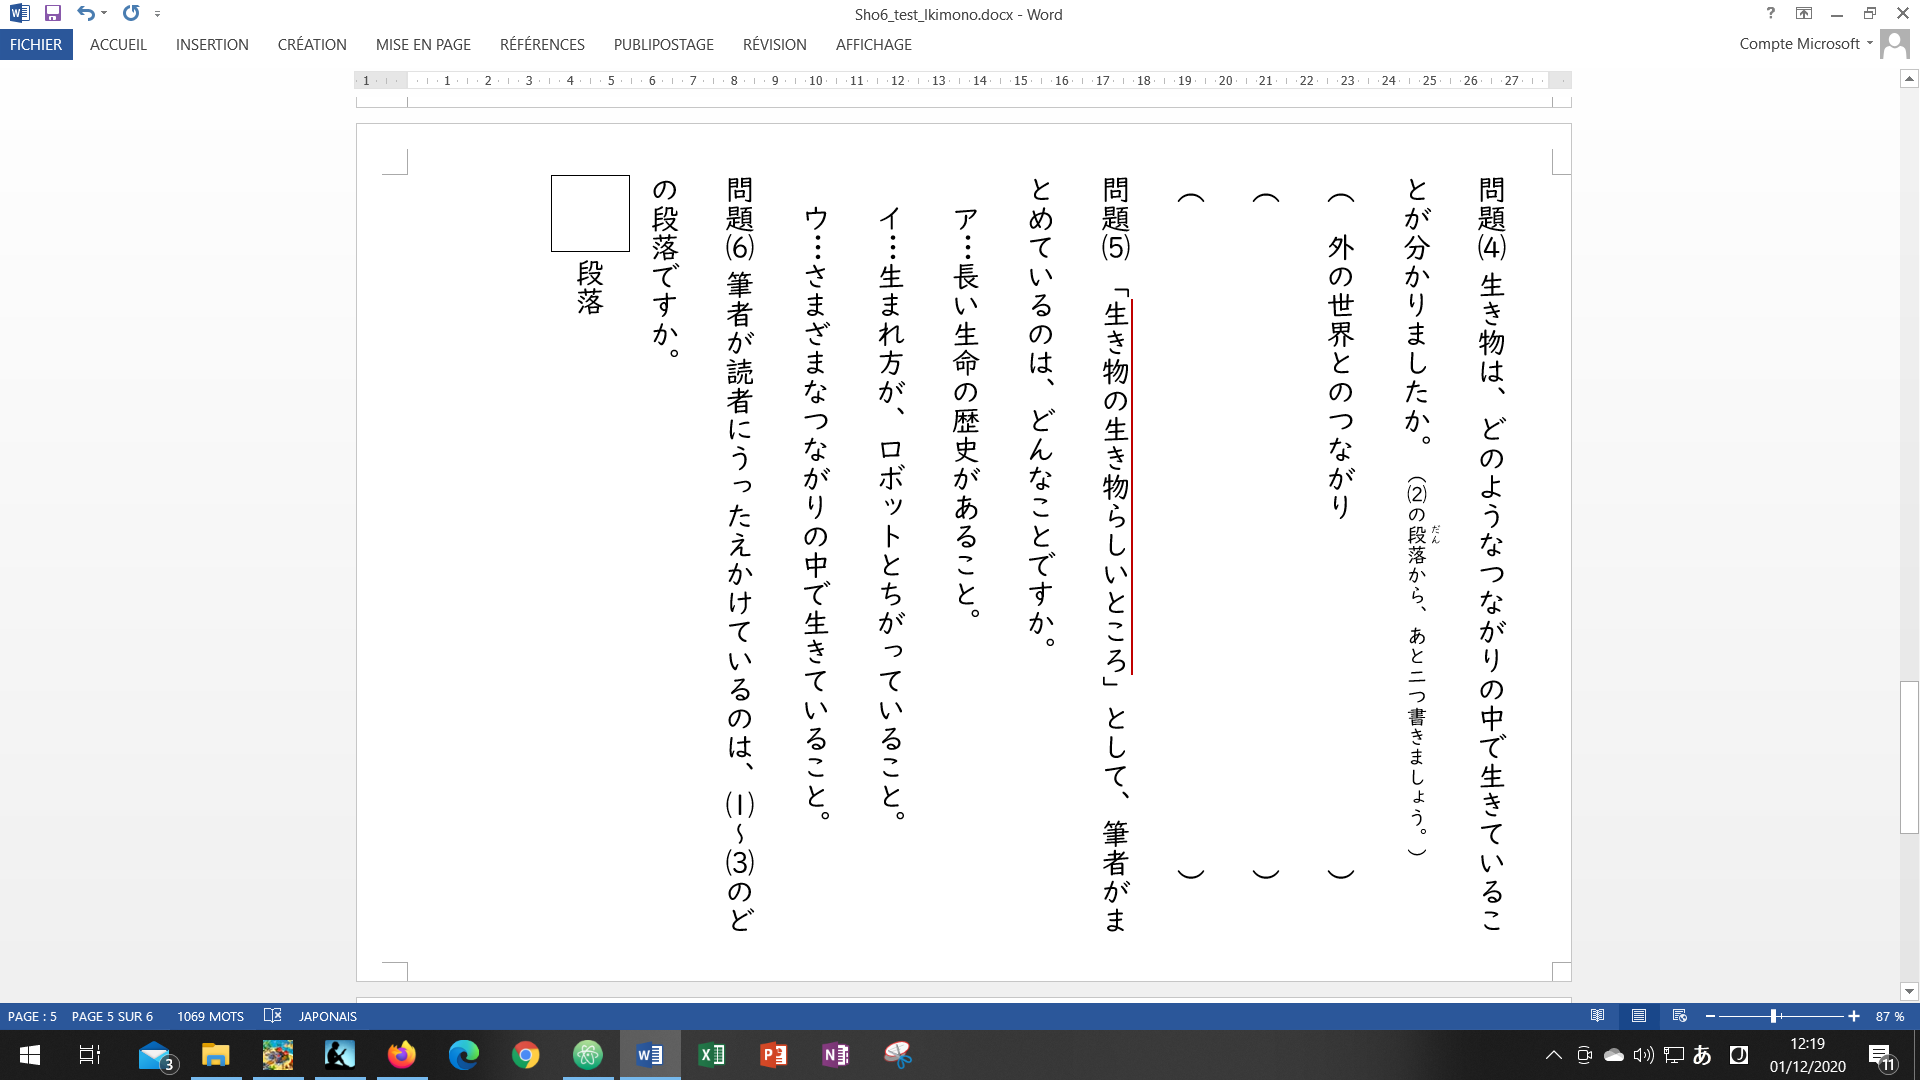 Sho6_test_Ikimono.docx - Word
?
FICHIER ACCUEIL INSERTION CRÉATION MISE EN PAGE RÉFÉRENCES PUBLIPOSTAGE RÉVISION AFFICHAGE
Compte Microsoft
1 1 2 3 4 5 6 7 8 9 10 11 12 13 14 15 16 17 18 19 20 21 22 23 24 25 26 27
問題⑷ 生き物は、どのようなつながりの中で生きているこ
とが分かりましたか。（⑵の段落から、あと二つ書きましょう。）
だん
（ 外の世界とのつながり ）
（ ）
（ ）
問題⑸ 「生き物の生き物らしいところ」として、筆者がま
とめているのは、どんなことですか。
ア…長い生命の歴史があること。
イ…生まれ方が、ロボットとちがっていること。
ウ…さまざまなつながりの中で生きていること。
問題⑹ 筆者が読者にうったえかけているのは、⑴～⑶のど
の段落ですか。
段落
PAGE : 5 PAGE 5 SUR 6 1069 MOTS JAPONAIS
87 %
3
あ
J
12:19
01/12/2020
11